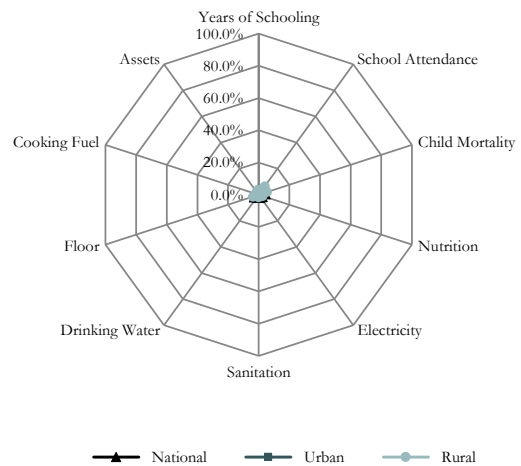 Years of Schooling
100.0%
80.0%
60.0%
40.0%
20.0%
0.0%
School Attendance
Child Mortality
Nutrition
Electricity
Sanitation
Drinking Water
Floor
Cooking Fuel
Assets
National Urban Rural